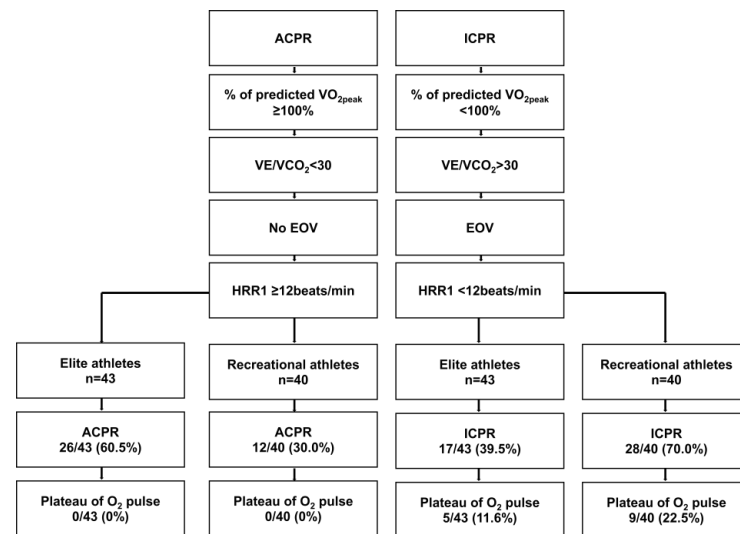 ACPR
ICPR
% of predicted VO₂peak
≥100%
% of predicted VO₂peak
<100%
VE/VCO₂<30
VE/VCO₂>30
No EOV
EOV
HRR1 ≥12beats/min
HRR1 <12beats/min
Elite athletes
n=43
Recreational athletes
n=40
Elite athletes
n=43
Recreational athletes
n=40
ACPR
26/43 (60.5%)
ACPR
12/40 (30.0%)
ICPR
17/43 (39.5%)
ICPR
28/40 (70.0%)
Plateau of O₂ pulse
0/43 (0%)
Plateau of O₂ pulse
0/40 (0%)
Plateau of O₂ pulse
5/43 (11.6%)
Plateau of O₂ pulse
9/40 (22.5%)